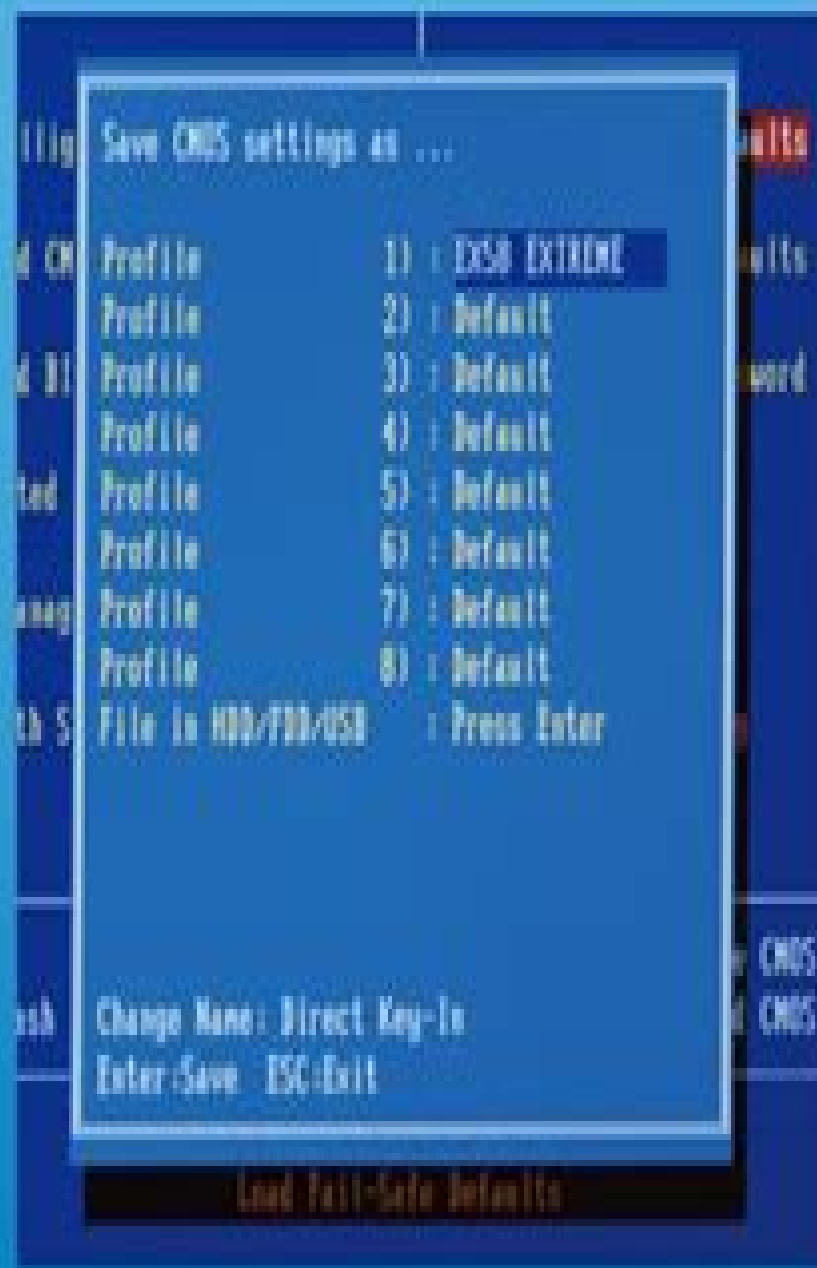 Save CMOS settings as ...
Profile 1) : EX58 EXTREME
Profile 2) : Default
Profile 3) : Default
Profile 4) : Default
Profile 5) : Default
Profile 6) : Default
Profile 7) : Default
Profile 8) : Default
File in HDD/FDD/USB : Press Enter
Change Name: Direct Key-In
Enter:Save ESC:Exit
CMOS
CMOS
Load Fail-Safe Defaults